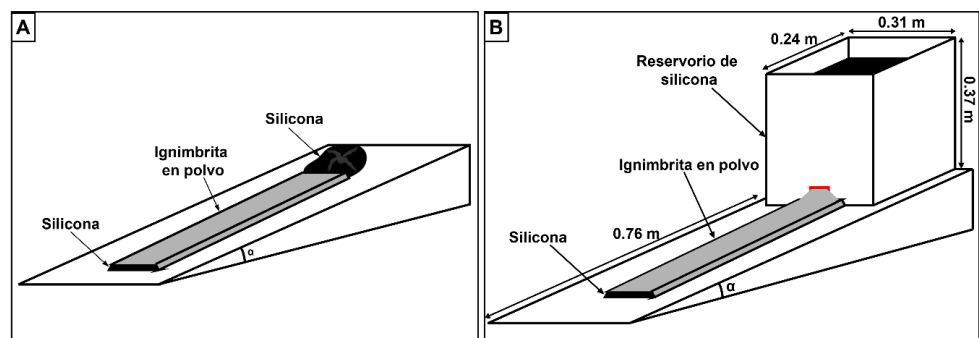 A
Silicona
Ignimbrita
en polvo
Silicona
α
B
0.31 m
0.24 m
Reservorio de
silicona
0.37 m
Ignimbrita en polvo
0.76 m
Silicona
α